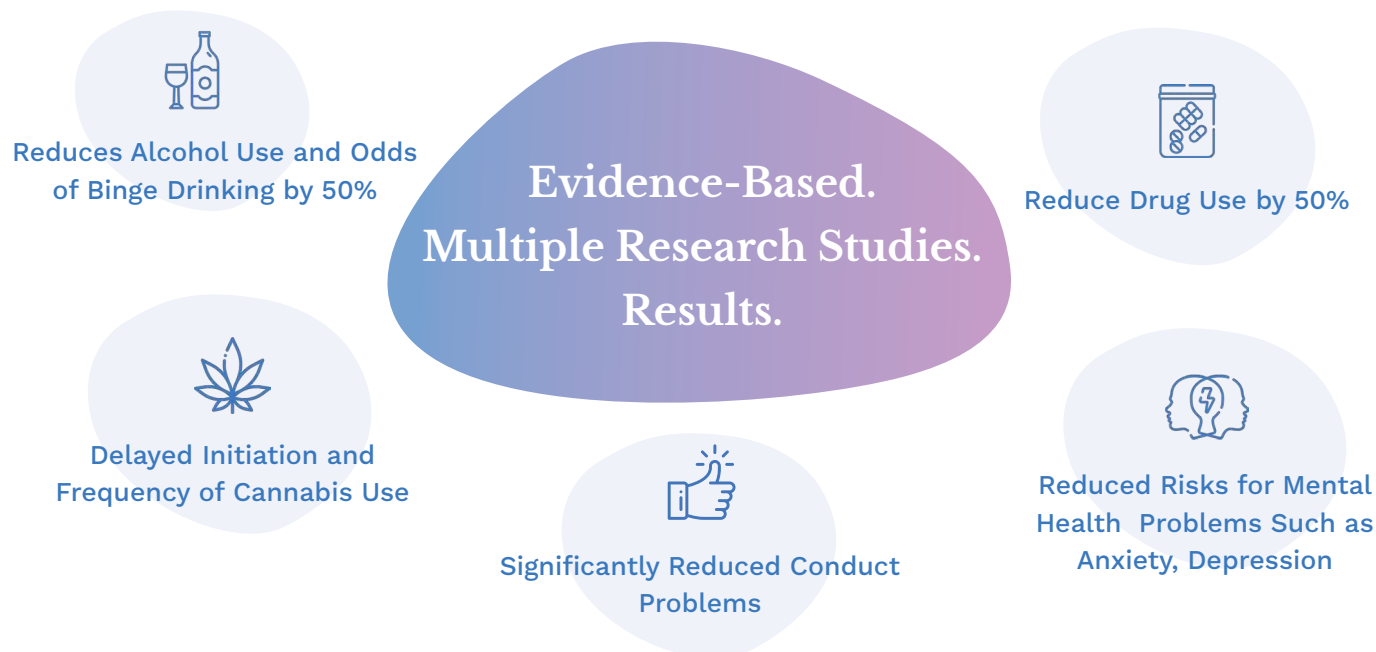 Reduces Alcohol Use and Odds
of Binge Drinking by 50%
Evidence-Based.
Multiple Research Studies.
Results.
Reduce Drug Use by 50%
Delayed Initiation and
Frequency of Cannabis Use
Significantly Reduced Conduct
Problems
Reduced Risks for Mental
Health  Problems Such as
Anxiety, Depression